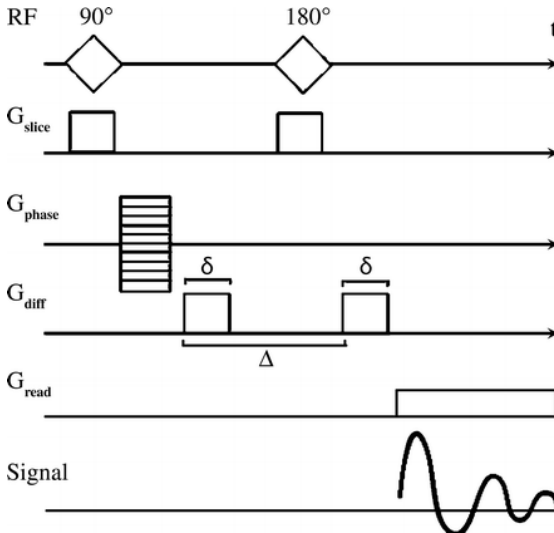 RF 90° 180° t
G_slice
G_phase
δ δ
G_diff
Δ
G_read
Signal